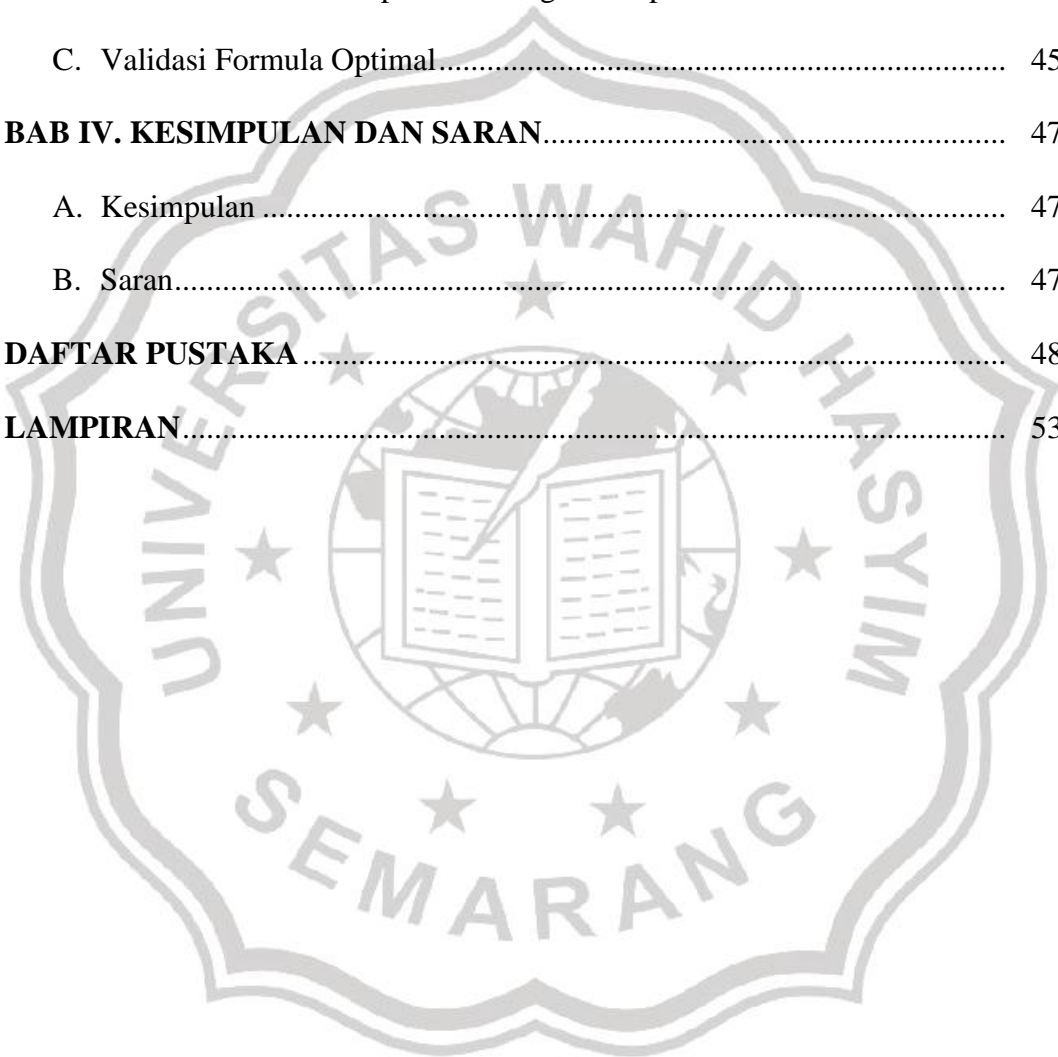 C. Validasi Formula Optimal........................................................................ 45
BAB IV. KESIMPULAN DAN SARAN.......................................................... 47
A. Kesimpulan .............................................................................................. 47
B. Saran......................................................................................................... 47
DAFTAR PUSTAKA ......................................................................................... 48
LAMPIRAN........................................................................................................ 53
UNIVERSITAS WAHID HASYIM
SEMARANG